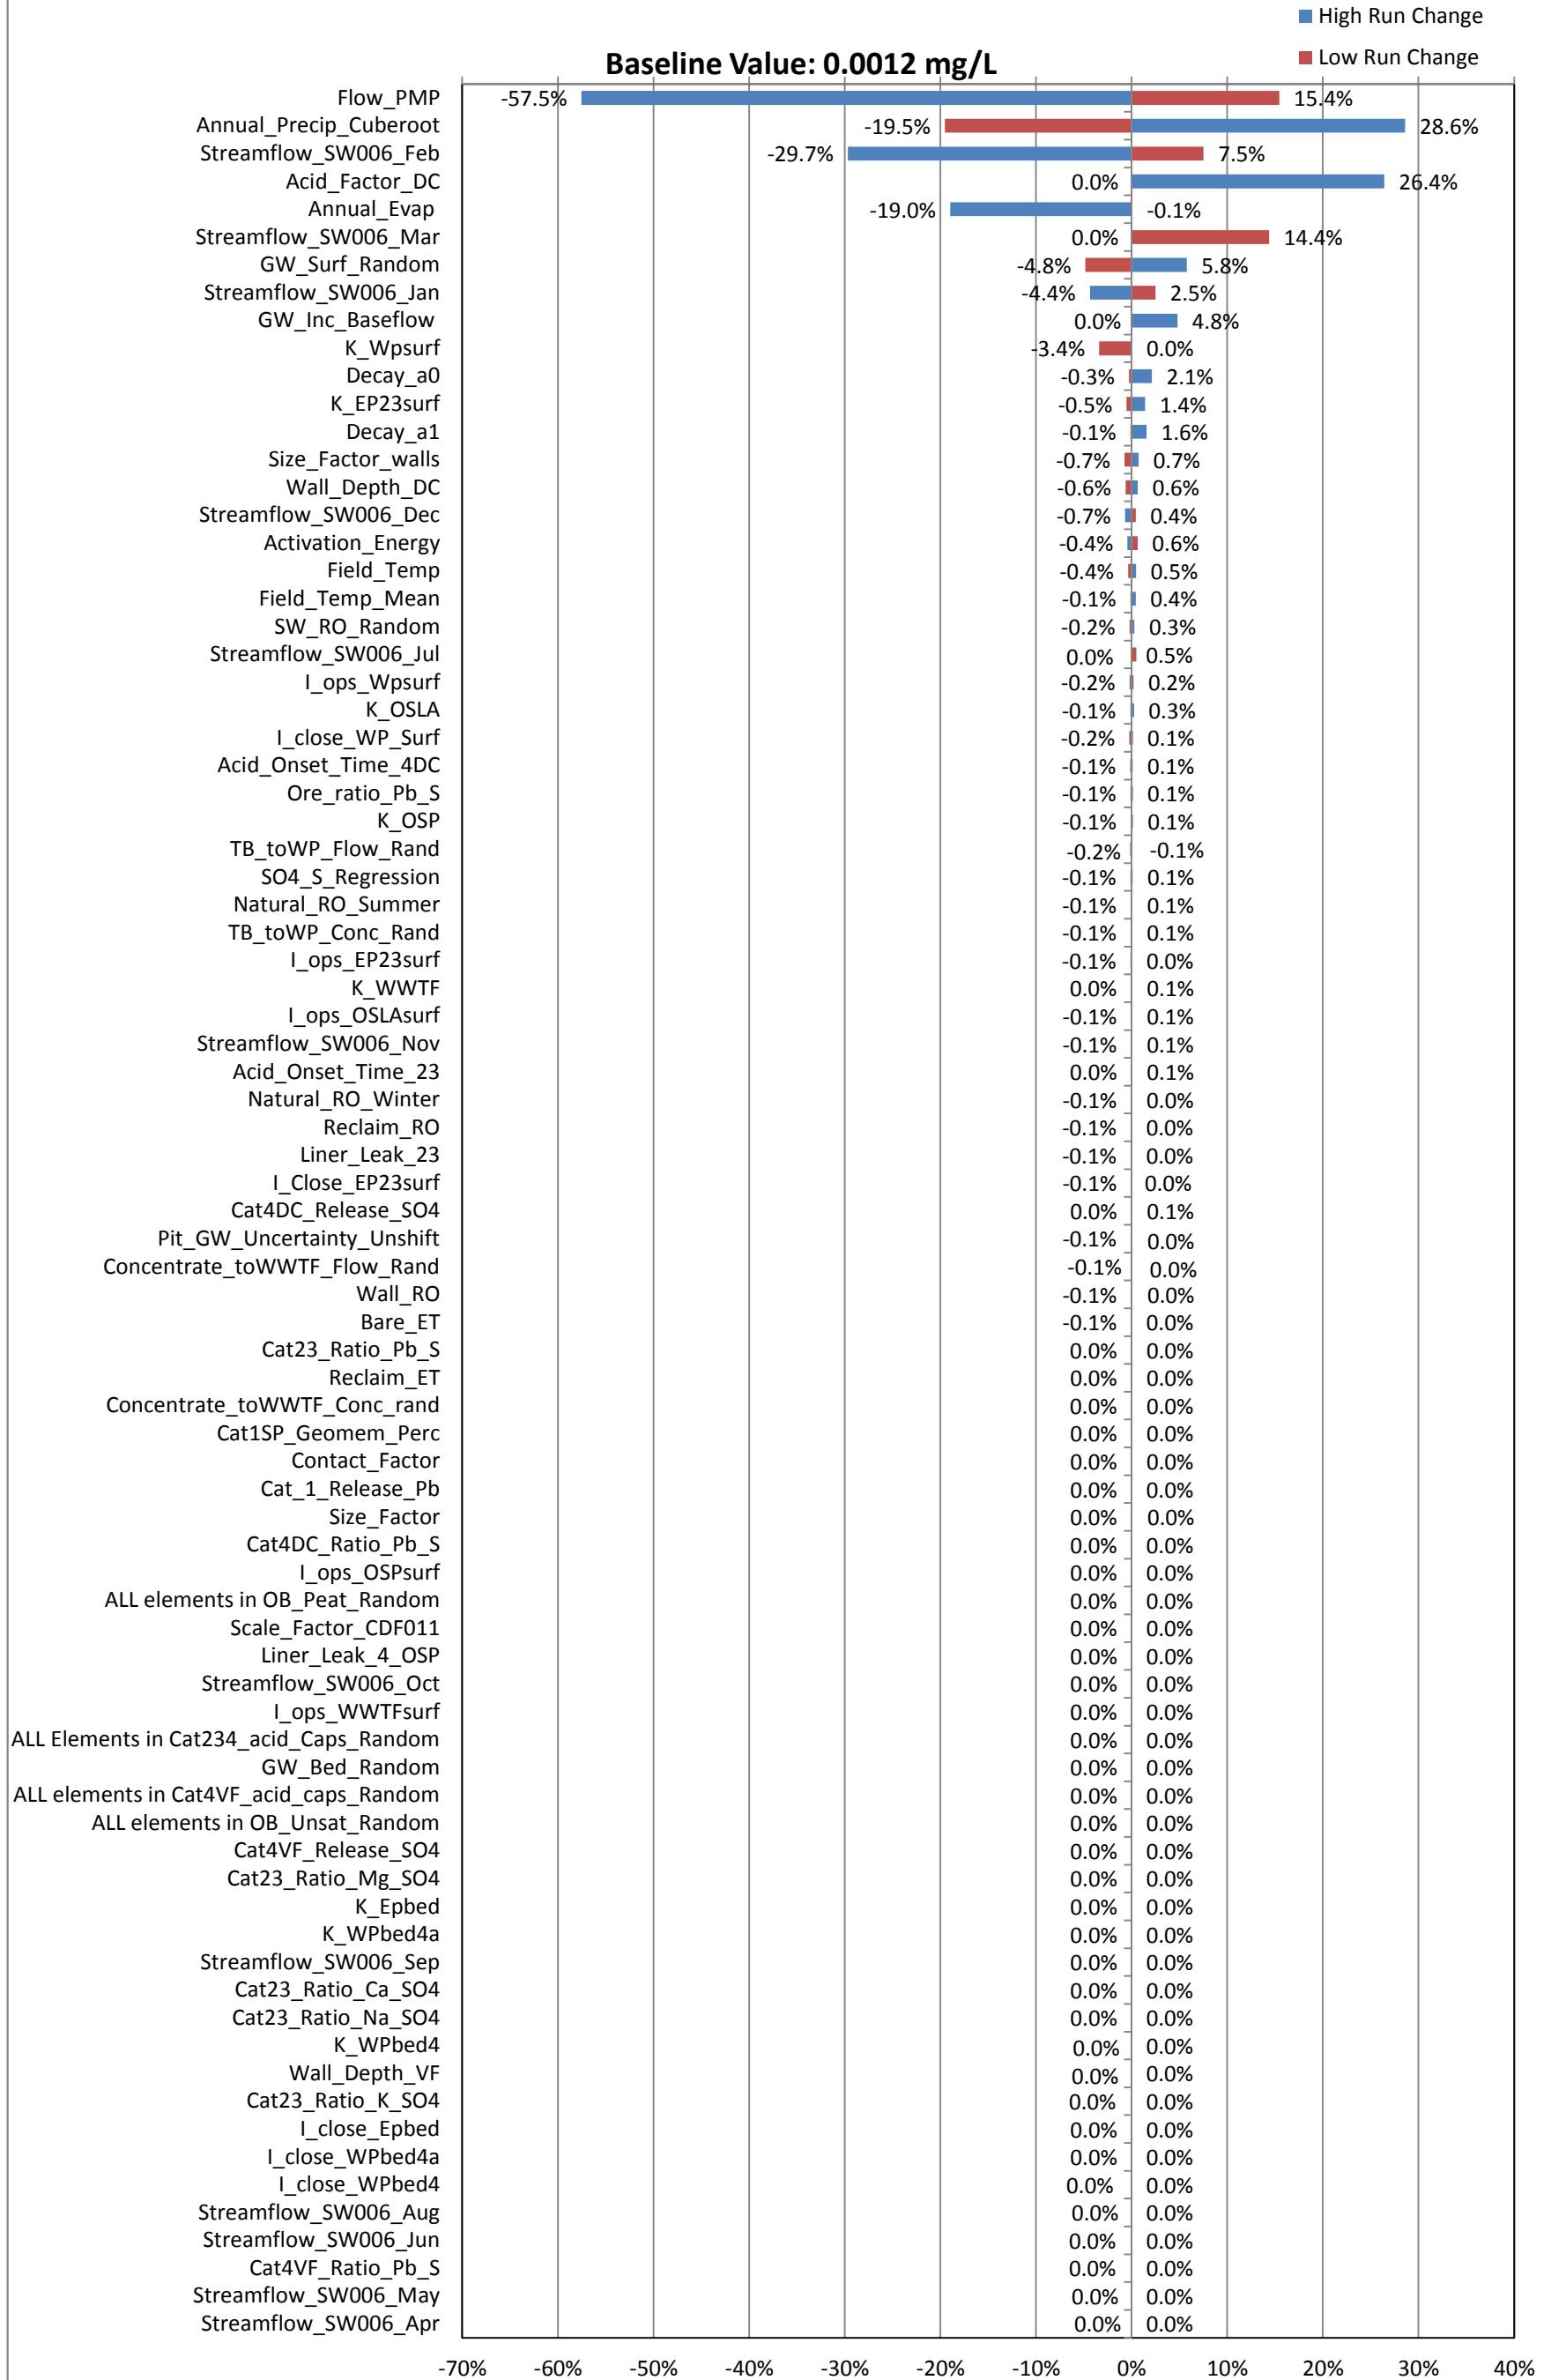 High Run Change
Baseline Value: 0.0012 mg/L
Low Run Change
Flow_PMP -57.5% 15.4%
Annual_Precip_Cuberoot -19.5% 28.6%
Streamflow_SW006_Feb -29.7% 7.5%
Acid_Factor_DC 0.0% 26.4%
Annual_Evap -19.0% -0.1%
Streamflow_SW006_Mar 0.0% 14.4%
GW_Surf_Random -4.8% 5.8%
Streamflow_SW006_Jan -4.4% 2.5%
GW_Inc_Baseflow 0.0% 4.8%
K_Wpsurf -3.4% 0.0%
Decay_a0 -0.3% 2.1%
K_EP23surf -0.5% 1.4%
Decay_a1 -0.1% 1.6%
Size_Factor_walls -0.7% 0.7%
Wall_Depth_DC -0.6% 0.6%
Streamflow_SW006_Dec -0.7% 0.4%
Activation_Energy -0.4% 0.6%
Field_Temp -0.4% 0.5%
Field_Temp_Mean -0.1% 0.4%
SW_RO_Random -0.2% 0.3%
Streamflow_SW006_Jul 0.0% 0.5%
I_ops_Wpsurf -0.2% 0.2%
K_OSLA -0.1% 0.3%
I_close_WP_Surf -0.2% 0.1%
Acid_Onset_Time_4DC -0.1% 0.1%
Ore_ratio_Pb_S -0.1% 0.1%
K_OSP -0.1% 0.1%
TB_toWP_Flow_Rand -0.2% -0.1%
SO4_S_Regression -0.1% 0.1%
Natural_RO_Summer -0.1% 0.1%
TB_toWP_Conc_Rand -0.1% 0.1%
I_ops_EP23surf -0.1% 0.0%
K_WWTF 0.0% 0.1%
I_ops_OSLAsurf -0.1% 0.1%
Streamflow_SW006_Nov -0.1% 0.1%
Acid_Onset_Time_23 0.0% 0.1%
Natural_RO_Winter -0.1% 0.0%
Reclaim_RO -0.1% 0.0%
Liner_Leak_23 -0.1% 0.0%
I_Close_EP23surf -0.1% 0.0%
Cat4DC_Release_SO4 0.0% 0.1%
Pit_GW_Uncertainty_Unshift -0.1% 0.0%
Concentrate_toWWTF_Flow_Rand -0.1% 0.0%
Wall_RO -0.1% 0.0%
Bare_ET -0.1% 0.0%
Cat23_Ratio_Pb_S 0.0% 0.0%
Reclaim_ET 0.0% 0.0%
Concentrate_toWWTF_Conc_rand 0.0% 0.0%
Cat1SP_Geomem_Perc 0.0% 0.0%
Contact_Factor 0.0% 0.0%
Cat_1_Release_Pb 0.0% 0.0%
Size_Factor 0.0% 0.0%
Cat4DC_Ratio_Pb_S 0.0% 0.0%
I_ops_OSPsurf 0.0% 0.0%
ALL elements in OB_Peat_Random 0.0% 0.0%
Scale_Factor_CDF011 0.0% 0.0%
Liner_Leak_4_OSP 0.0% 0.0%
Streamflow_SW006_Oct 0.0% 0.0%
I_ops_WWTFsurf 0.0% 0.0%
ALL Elements in Cat234_acid_Caps_Random 0.0% 0.0%
GW_Bed_Random 0.0% 0.0%
ALL elements in Cat4VF_acid_caps_Random 0.0% 0.0%
ALL elements in OB_Unsat_Random 0.0% 0.0%
Cat4VF_Release_SO4 0.0% 0.0%
Cat23_Ratio_Mg_SO4 0.0% 0.0%
K_Epbed 0.0% 0.0%
K_WPbed4a 0.0% 0.0%
Streamflow_SW006_Sep 0.0% 0.0%
Cat23_Ratio_Ca_SO4 0.0% 0.0%
Cat23_Ratio_Na_SO4 0.0% 0.0%
K_WPbed4 0.0% 0.0%
Wall_Depth_VF 0.0% 0.0%
Cat23_Ratio_K_SO4 0.0% 0.0%
I_close_Epbed 0.0% 0.0%
I_close_WPbed4a 0.0% 0.0%
I_close_WPbed4 0.0% 0.0%
Streamflow_SW006_Aug 0.0% 0.0%
Streamflow_SW006_Jun 0.0% 0.0%
Cat4VF_Ratio_Pb_S 0.0% 0.0%
Streamflow_SW006_May 0.0% 0.0%
Streamflow_SW006_Apr 0.0% 0.0%
-70% -60% -50% -40% -30% -20% -10% 0% 10% 20% 30% 40%